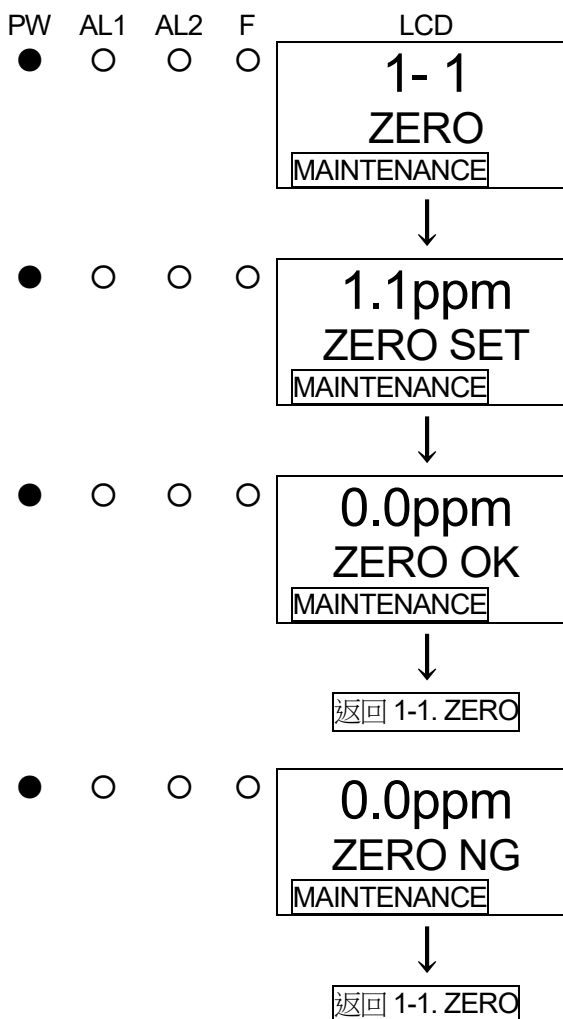 PW AL1 AL2 F LCD
1- 1
ZERO
MAINTENANCE
1.1ppm
ZERO SET
MAINTENANCE
0.0ppm
ZERO OK
MAINTENANCE
返回 1-1. ZERO
0.0ppm
ZERO NG
MAINTENANCE
返回 1-1. ZERO